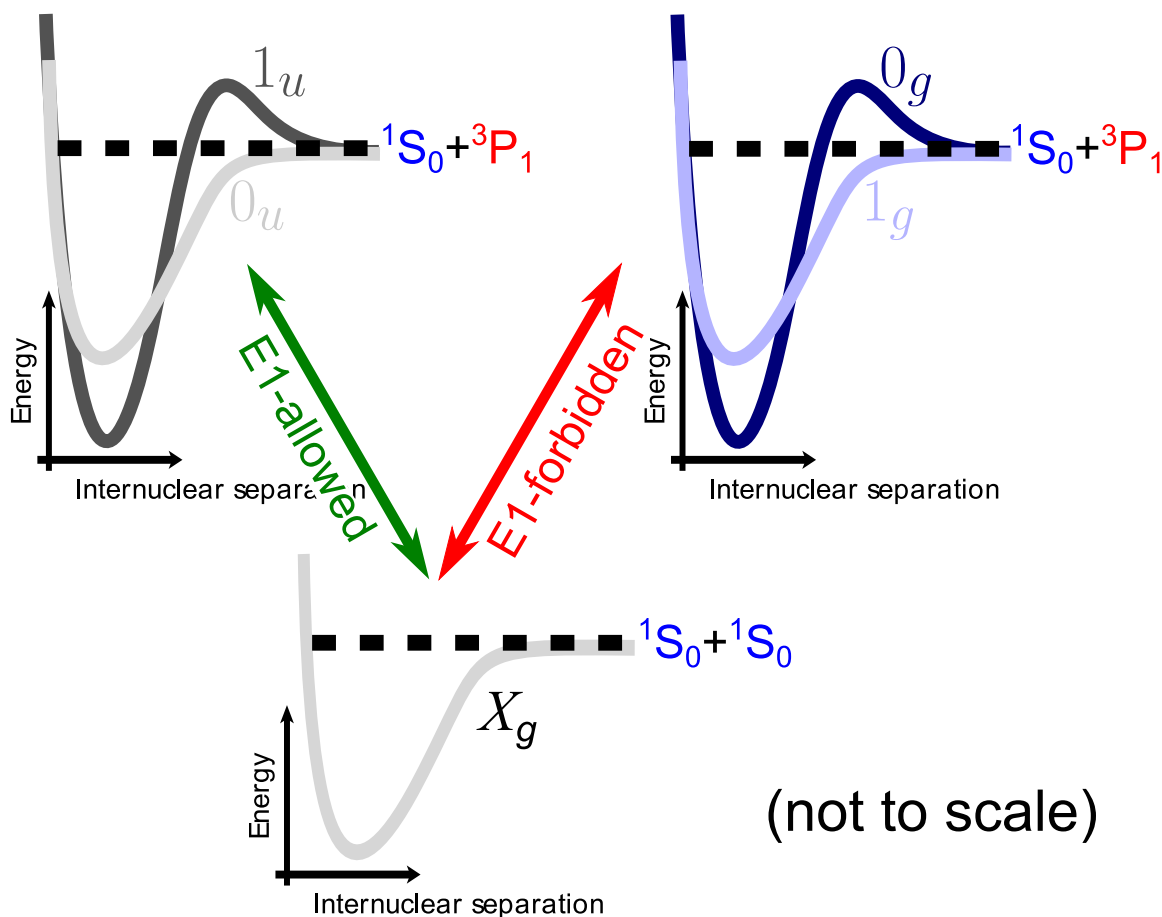 1u
¹S₀+³P₁
0u
Energy
Internuclear separation
0g
¹S₀+³P₁
1g
Energy
Internuclear separation
E1-allowed
E1-forbidden
¹S₀+¹S₀
Xg
Energy
Internuclear separation
(not to scale)